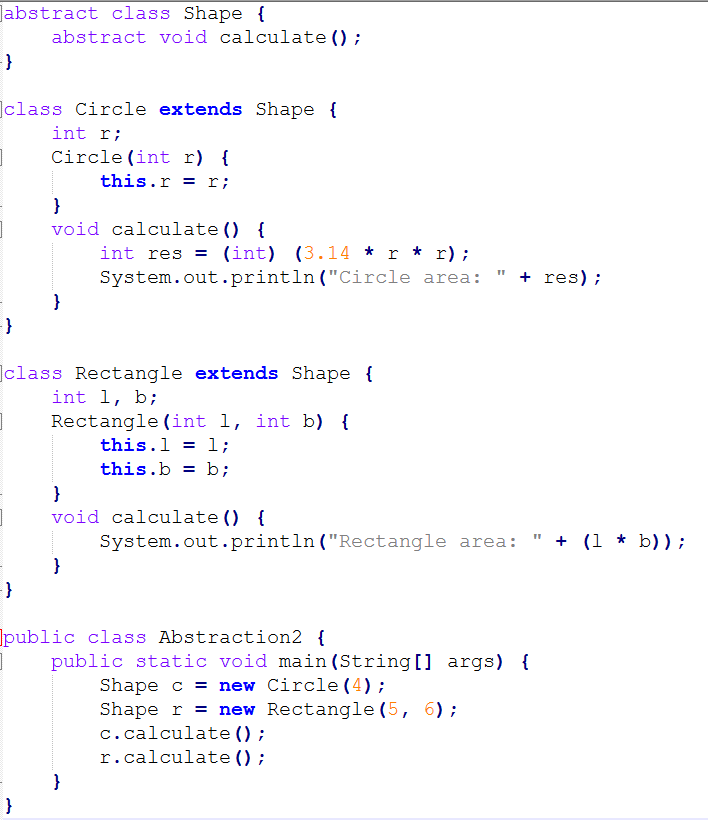 abstract class Shape {
    abstract void calculate();
}

class Circle extends Shape {
    int r;
    Circle(int r) {
        this.r = r;
    }
    void calculate() {
        int res = (int) (3.14 * r * r);
        System.out.println("Circle area: " + res);
    }
}

class Rectangle extends Shape {
    int l, b;
    Rectangle(int l, int b) {
        this.l = l;
        this.b = b;
    }
    void calculate() {
        System.out.println("Rectangle area: " + (l * b));
    }
}

public class Abstraction2 {
    public static void main(String[] args) {
        Shape c = new Circle(4);
        Shape r = new Rectangle(5, 6);
        c.calculate();
        r.calculate();
    }
}